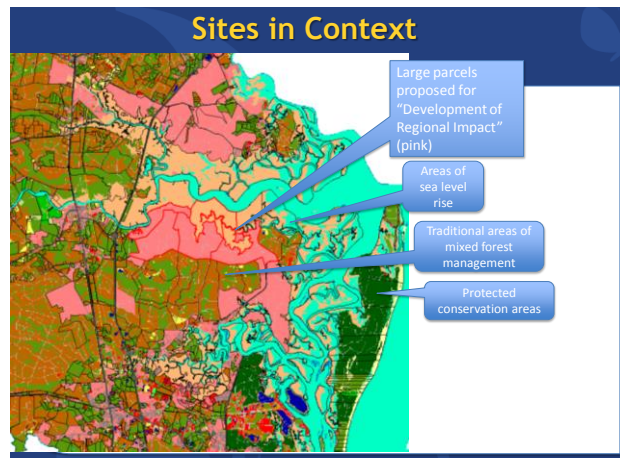 Sites in Context
Large parcels
proposed for
“Development of
Regional Impact”
(pink)
Areas of
sea level
rise
Traditional areas of
mixed forest
management
Protected
conservation areas